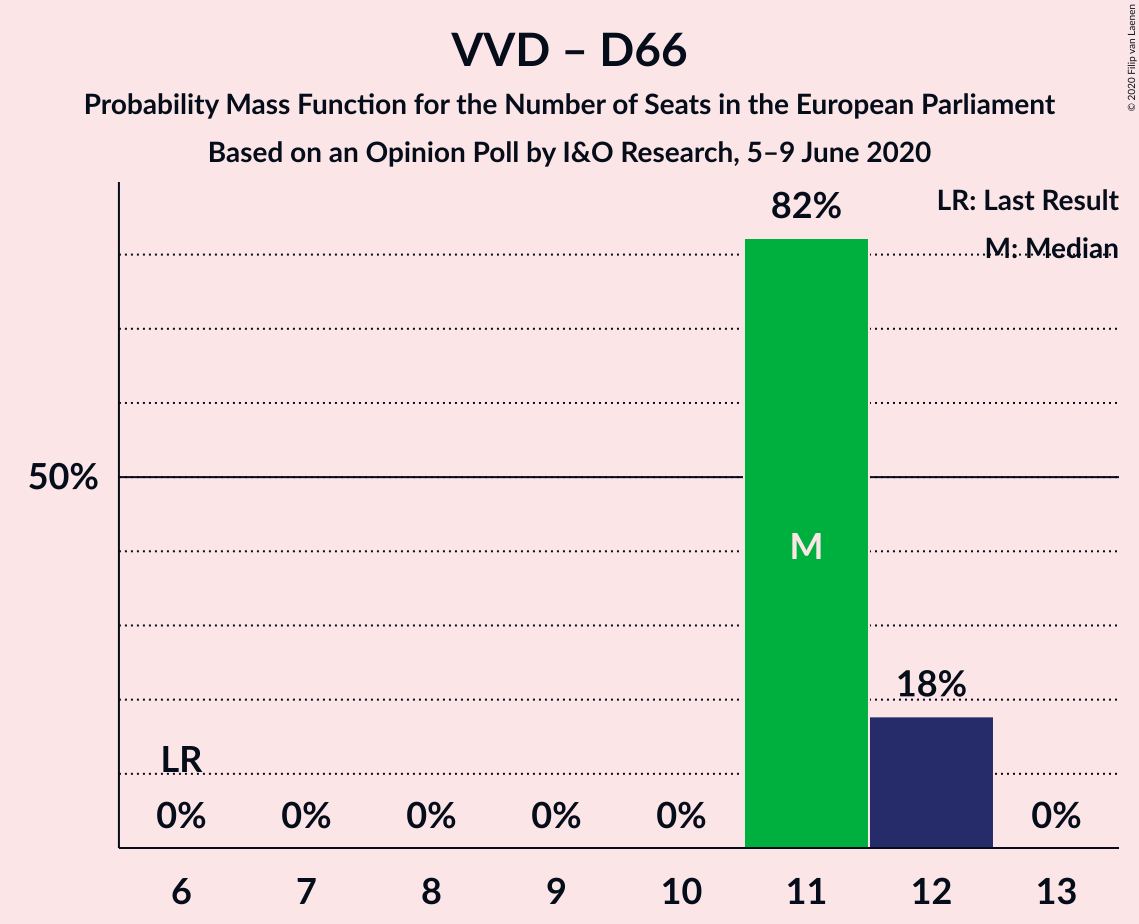 VVD – D66
Probability Mass Function for the Number of Seats in the European Parliament
Based on an Opinion Poll by I&O Research, 5–9 June 2020
© 2020 Filip van Laenen
LR: Last Result
M: Median
82%
50%
M
18%
LR
0% 0% 0% 0% 0% 0%
6 7 8 9 10 11 12 13